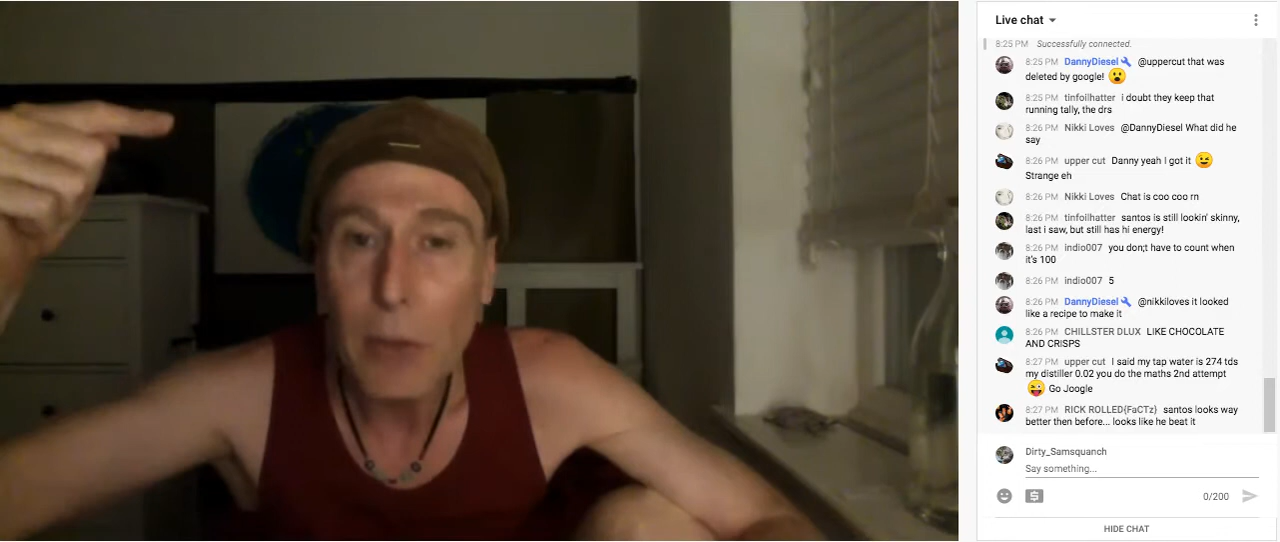 Live chat
8:25 PM Successfully connected.
8:25 PM DannyDiesel @uppercut that was
deleted by google! 😮
8:25 PM tinfoilhatter i doubt they keep that
running tally, the drs
8:26 PM Nikki Loves @DannyDiesel What did he
say
8:26 PM upper cut Danny yeah I got it 😉
Strange eh
8:26 PM Nikki Loves Chat is coo coo rn
8:26 PM tinfoilhatter santos is still lookin' skinny,
last i saw, but still has hi energy!
8:26 PM indio007 you don;t have to count when
it's 100
8:26 PM indio007 5
8:26 PM DannyDiesel @nikkiloves it looked
like a recipe to make it
8:26 PM CHILLSTER DLUX LIKE CHOCOLATE
AND CRISPS
8:27 PM upper cut I said my tap water is 274 tds
my distiller 0.02 you do the maths 2nd attempt
😜 Go Joogle
8:27 PM RICK ROLLED{FaCTz} santos looks way
better then before... looks like he beat it
Dirty_Samsquanch
Say something...
0/200
HIDE CHAT